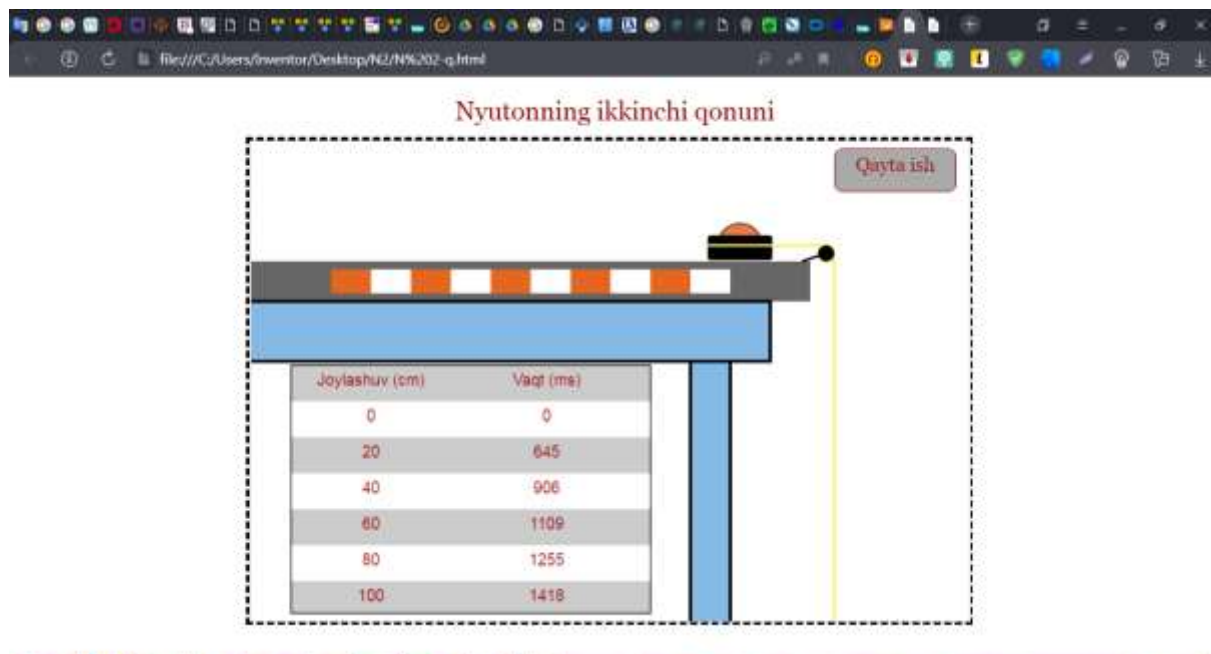 file:///C:/Users/Inventor/Desktop/N2/N%202-q.html
Nyutonning ikkinchi qonuni
Qayta ish
Joylashuv (cm) Vaqt (ms)
0 0
20 645
40 906
60 1109
80 1255
100 1418